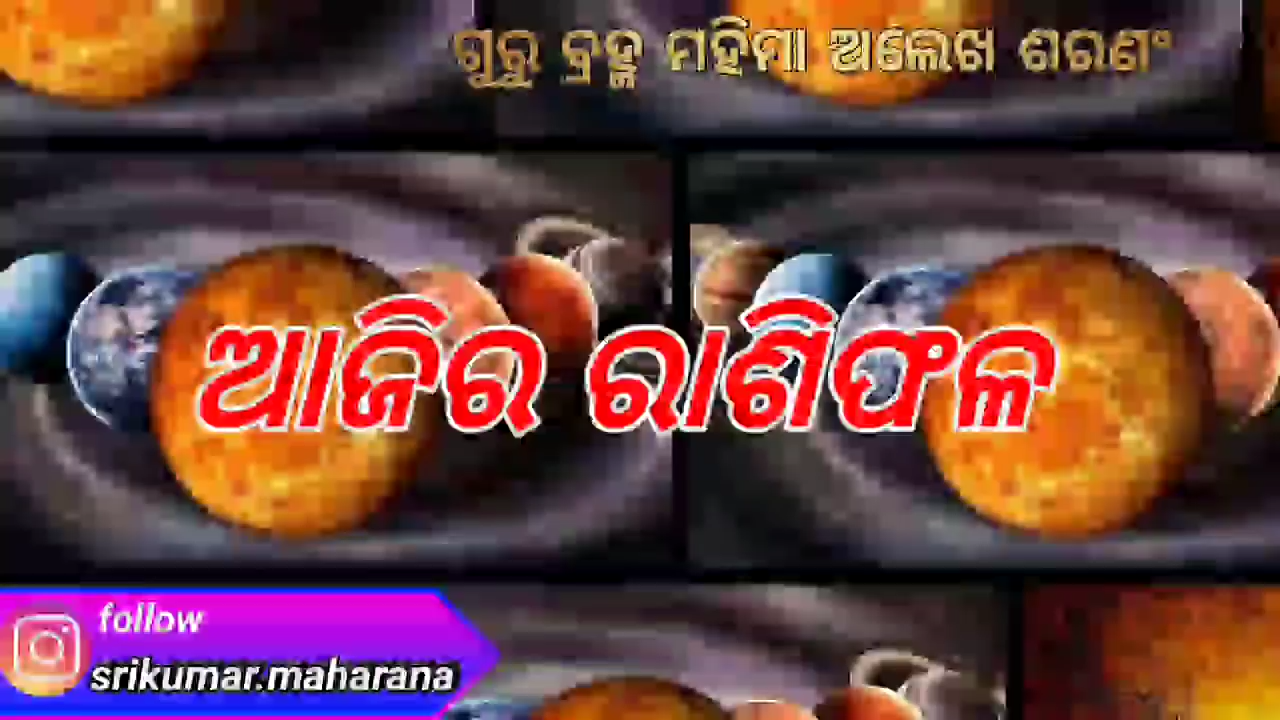 ଗୁରୁ ବ୍ରହ୍ମ ମହିମା ଅଲେଖ ଶରଣଂ
ଆଜିର ରାଶିଫଳ
follow
srikumar.maharana